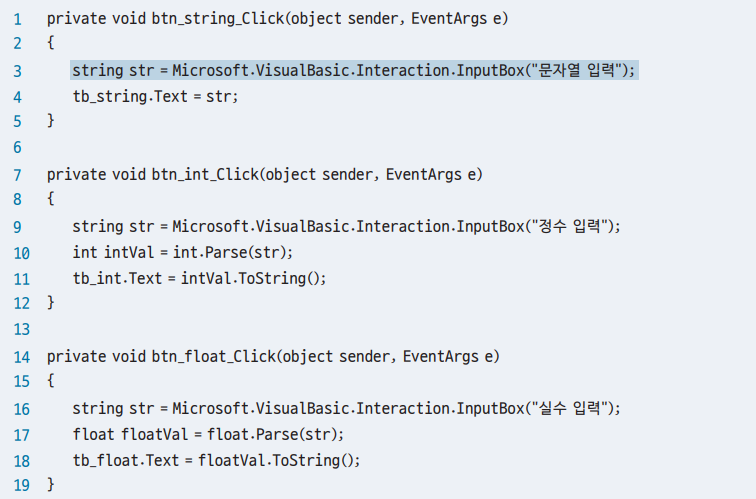 1 private void btn_string_Click(object sender, EventArgs e)
2 {
3 string str = Microsoft.VisualBasic.Interaction.InputBox("문자열 입력");
4 tb_string.Text = str;
5 }
6
7 private void btn_int_Click(object sender, EventArgs e)
8 {
9 string str = Microsoft.VisualBasic.Interaction.InputBox("정수 입력");
10 int intVal = int.Parse(str);
11 tb_int.Text = intVal.ToString();
12 }
13
14 private void btn_float_Click(object sender, EventArgs e)
15 {
16 string str = Microsoft.VisualBasic.Interaction.InputBox("실수 입력");
17 float floatVal = float.Parse(str);
18 tb_float.Text = floatVal.ToString();
19 }